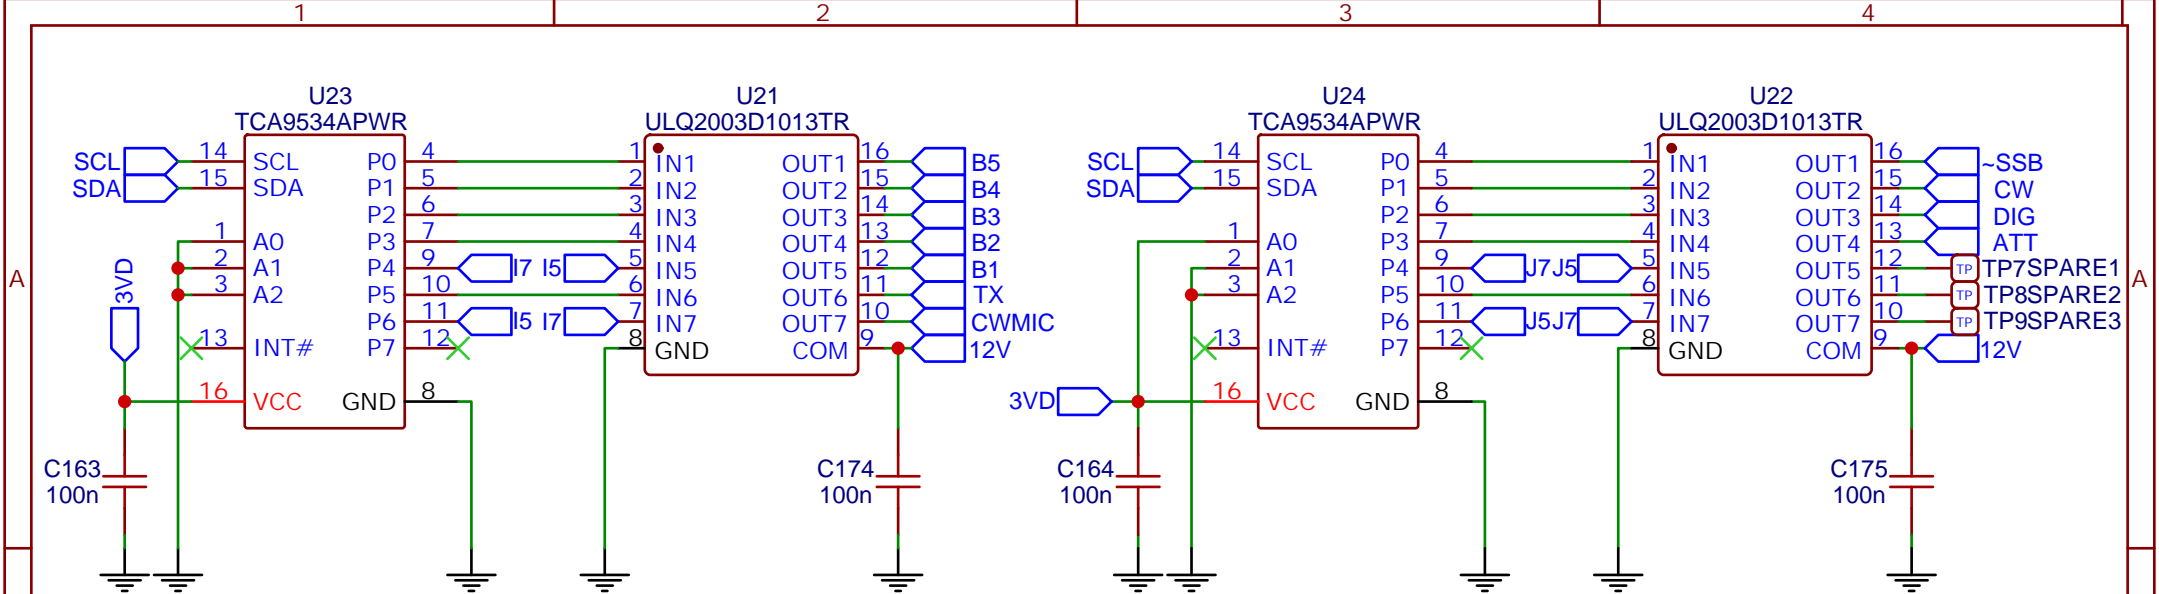 1 2 3 4
A A
U23
TCA9534APWR
SCL 14 SCL P0 4
SDA 15 SDA P1 5
P2 6
1 A0 P3 7
2 A1 P4 9 I7
3 A2 P5 10
P6 11 I5
13 INT# P7 12
3VD
16 VCC GND 8
C163
100n
U21
ULQ2003D1013TR
1 IN1 OUT1 16 B5
2 IN2 OUT2 15 B4
3 IN3 OUT3 14 B3
4 IN4 OUT4 13 B2
I5 5 IN5 OUT5 12 B1
6 IN6 OUT6 11 TX
I7 7 IN7 OUT7 10 CWMIC
8 GND COM 9 12V
C174
100n
U24
TCA9534APWR
SCL 14 SCL P0 4
SDA 15 SDA P1 5
P2 6
1 A0 P3 7
2 A1 P4 9 J7
3 A2 P5 10
P6 11 J5
13 INT# P7 12
3VD 16 VCC GND 8
C164
100n
U22
ULQ2003D1013TR
1 IN1 OUT1 16 ~SSB
2 IN2 OUT2 15 CW
3 IN3 OUT3 14 DIG
4 IN4 OUT4 13 ATT
J5 5 IN5 OUT5 12 TP TP7SPARE1
6 IN6 OUT6 11 TP TP8SPARE2
J7 7 IN7 OUT7 10 TP TP9SPARE3
8 GND COM 9 12V
C175
100n